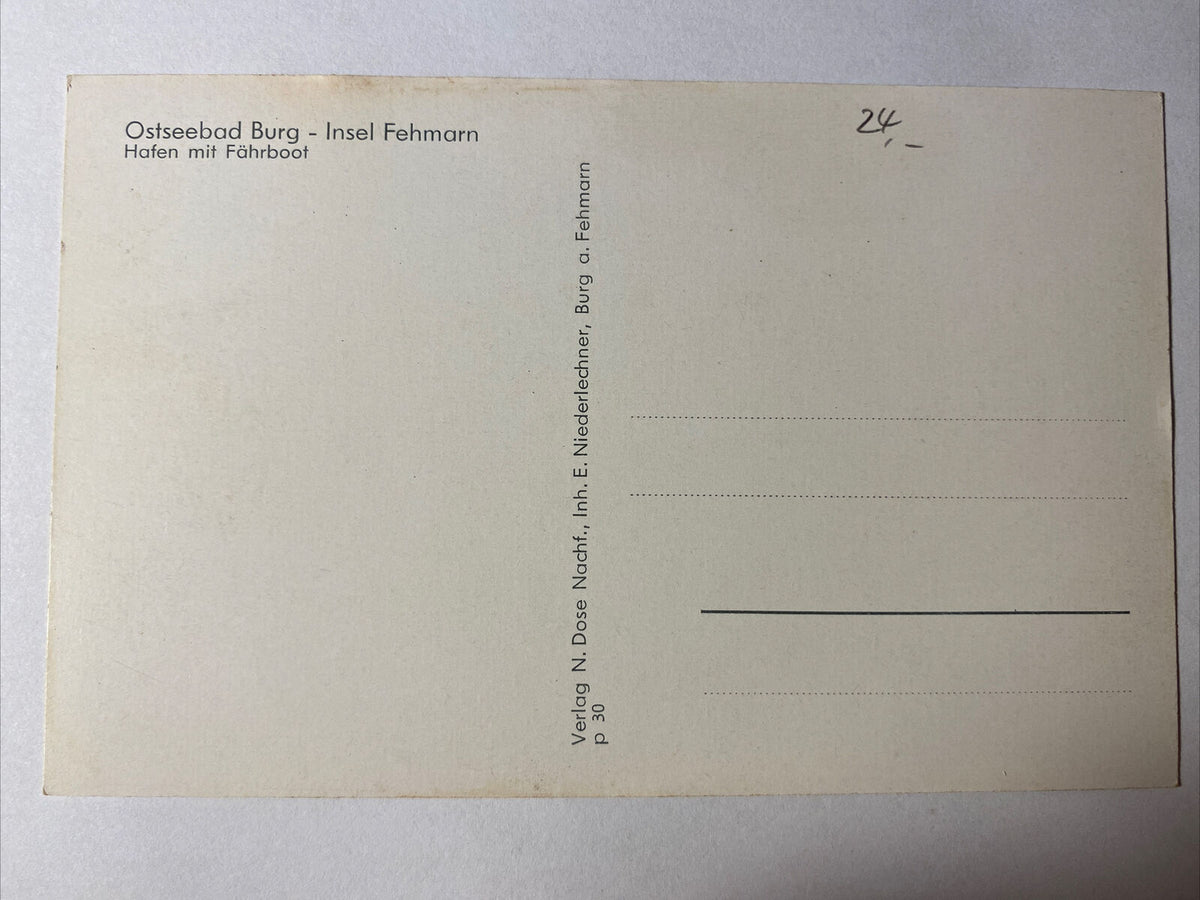 Ostseebad Burg - Insel Fehmarn
Hafen mit Fährboot
24,-
Verlag N. Dose Nachf., Inh. E. Niederlechner, Burg a. Fehmarn
p 30